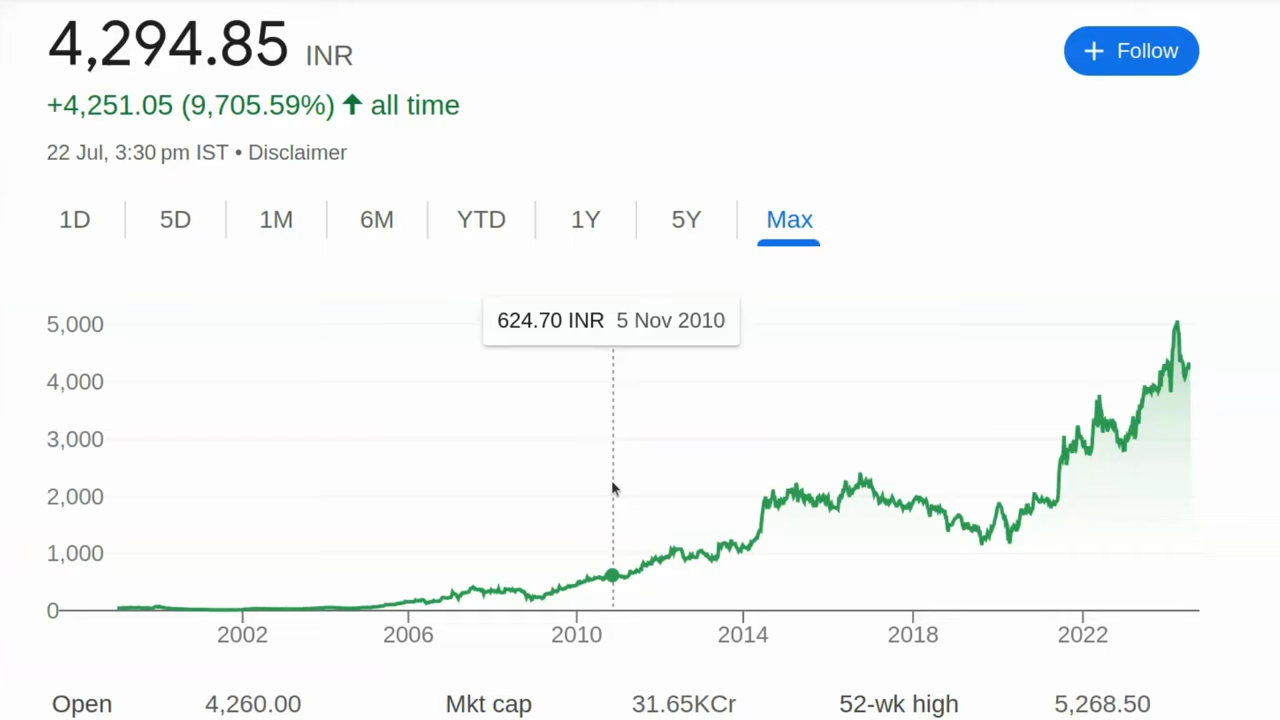 4,294.85 INR
+ Follow
+4,251.05 (9,705.59%) ↑ all time
22 Jul, 3:30 pm IST • Disclaimer
1D 5D 1M 6M YTD 1Y 5Y Max
624.70 INR 5 Nov 2010
5,000
4,000
3,000
2,000
1,000
0
2002 2006 2010 2014 2018 2022
Open 4,260.00 Mkt cap 31.65KCr 52-wk high 5,268.50